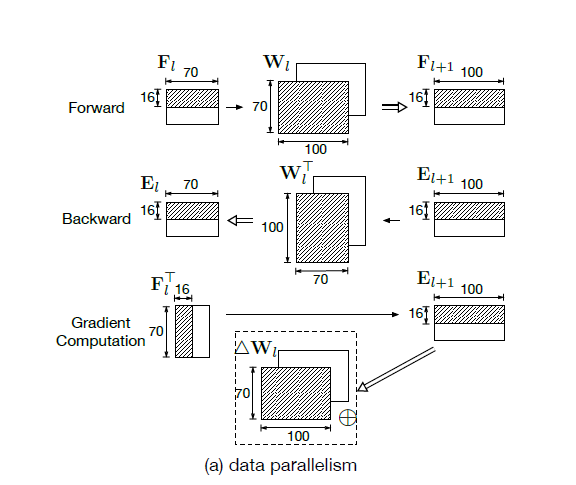 F_l 70 W_l F_{l+1} 100
Forward 16 70 16
100
E_l 70 W_l^⊤ E_{l+1} 100
Backward 16 100 16
70
F_l^⊤ 16 E_{l+1} 100
16
Gradient
Computation 70
△W_l
70
⊕
100
(a) data parallelism